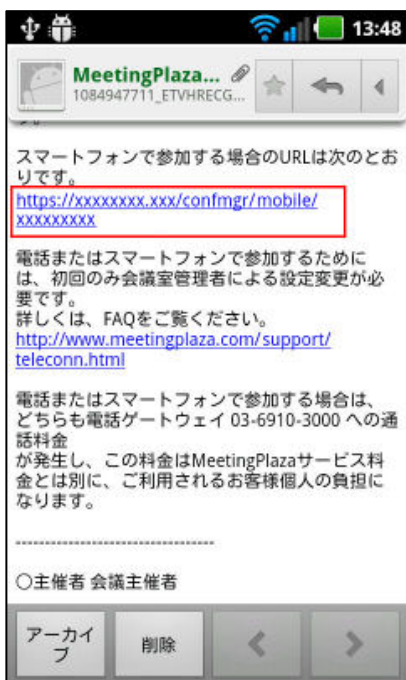 13:48
MeetingPlaza...
1084947711_ETVHRECG...
す。
スマートフォンで参加する場合のURLは次のとお
りです。
https://xxxxxxxx.xxx/confmgr/mobile/
xxxxxxxxx
電話またはスマートフォンで参加するために
は、初回のみ会議室管理者による設定変更が必
要です。
詳しくは、FAQをご覧ください。
http://www.meetingplaza.com/support/
teleconn.html
電話またはスマートフォンで参加する場合は、
どちらも電話ゲートウェイ 03-6910-3000 への通
話料金
が発生し、この料金はMeetingPlazaサービス料
金とは別に、ご利用されるお客様個人の負担に
なります。
---------------------------------
○主催者 会議主催者
アーカイ
ブ
削除